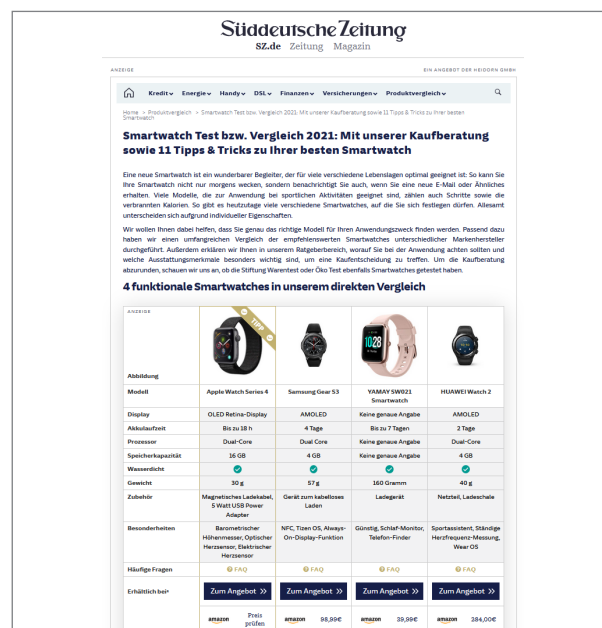 Süddeutsche Zeitung
SZ.de Zeitung Magazin
ANZEIGE EIN ANGEBOT DER HEIDORN GMBH
Kredit Energie Handy DSL Finanzen Versicherungen Produktvergleich
Home > Produktvergleich > Smartwatch Test bzw. Vergleich 2021: Mit unserer Kaufberatung sowie 11 Tipps & Tricks zu Ihrer besten
Smartwatch
Smartwatch Test bzw. Vergleich 2021: Mit unserer Kaufberatung
sowie 11 Tipps & Tricks zu Ihrer besten Smartwatch
Eine neue Smartwatch ist ein wunderbarer Begleiter, der für viele verschiedene Lebenslagen optimal geeignet ist: So kann Sie
Ihre Smartwatch nicht nur morgens wecken, sondern benachrichtigt Sie auch, wenn Sie eine neue E-Mail oder Ähnliches
erhalten. Viele Modelle, die zur Anwendung bei sportlichen Aktivitäten geeignet sind, zählen auch Schritte sowie die
verbrannten Kalorien. So gibt es heutzutage viele verschiedene Smartwatches, auf die Sie sich festlegen dürfen. Allesamt
unterscheiden sich aufgrund individueller Eigenschaften.
Wir wollen Ihnen dabei helfen, dass Sie genau das richtige Modell für Ihren Anwendungszweck finden werden. Passend dazu
haben wir einen umfangreichen Vergleich der empfehlenswerten Smartwatches unterschiedlicher Markenhersteller
durchgeführt. Außerdem erklären wir Ihnen in unserem Ratgeberbereich, worauf Sie bei der Anwendung achten sollten und
welche Ausstattungsmerkmale besonders wichtig sind, um eine Kaufentscheidung zu treffen. Um die Kaufberatung
abzurunden, schauen wir uns an, ob die Stiftung Warentest oder Öko Test ebenfalls Smartwatches getestet haben.
4 funktionale Smartwatches in unserem direkten Vergleich
ANZEIGE
TIPP
10:28
Abbildung
Modell Apple Watch Series 4 Samsung Gear S3 YAMAY SW021 HUAWEI Watch 2
Smartwatch
Display OLED Retina-Display AMOLED Keine genaue Angabe AMOLED
Akkulaufzeit Bis zu 18 h 4 Tage Bis zu 7 Tagen 2 Tage
Prozessor Dual-Core Dual Core Keine genaue Angabe Dual-Core
Speicherkapazität 16 GB 4 GB Keine genaue Angabe 4 GB
Wasserdicht
Gewicht 30 g 57 g 160 Gramm 40 g
Zubehör Magnetisches Ladekabel, Gerät zum kabelloses Ladegerät Netzteil, Ladeschale
5 Watt USB Power Laden
Adapter
Besonderheiten Barometrischer NFC, Tizen OS, Always- Günstig, Schlaf-Monitor, Sportassistent, Ständige
Höhenmesser, Optischer On-Display-Funktion Telefon-Finder Herzfrequenz-Messung,
Herzsensor, Elektrischer Wear OS
Herzsensor
Häufige Fragen FAQ FAQ FAQ FAQ
Erhältlich bei* Zum Angebot Zum Angebot Zum Angebot Zum Angebot
amazon Preis prüfen amazon 98,99€ amazon 39,99€ amazon 284,00€